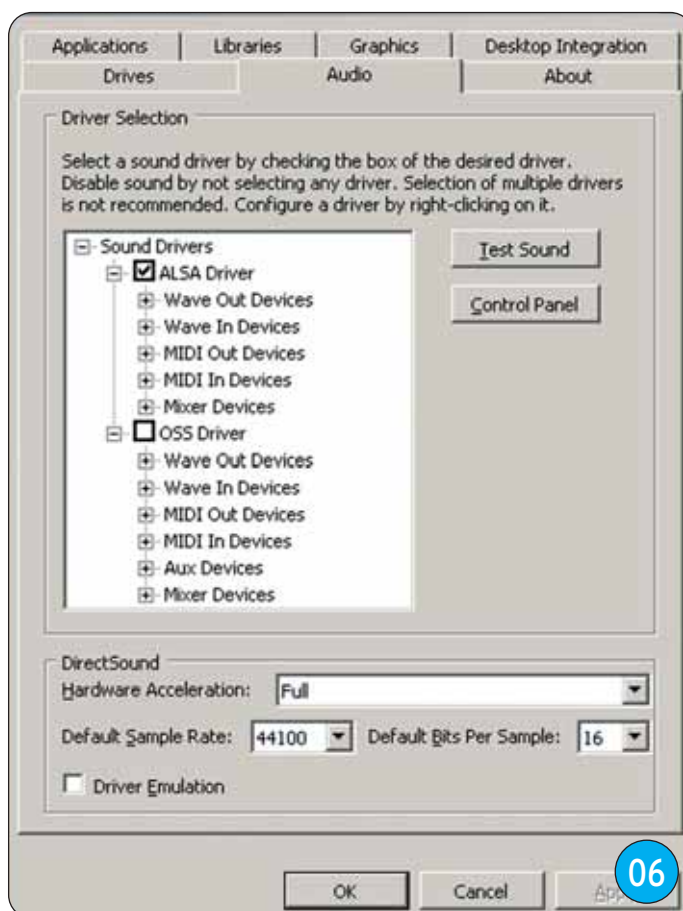 Applications Libraries Graphics Desktop Integration
Drives Audio About
Driver Selection
Select a sound driver by checking the box of the desired driver.
Disable sound by not selecting any driver. Selection of multiple drivers
is not recommended. Configure a driver by right-clicking on it.
Sound Drivers
ALSA Driver
Wave Out Devices
Wave In Devices
MIDI Out Devices
MIDI In Devices
Mixer Devices
OSS Driver
Wave Out Devices
Wave In Devices
MIDI Out Devices
MIDI In Devices
Aux Devices
Mixer Devices
Test Sound
Control Panel
DirectSound
Hardware Acceleration: Full
Default Sample Rate: 44100 Default Bits Per Sample: 16
Driver Emulation
OK Cancel
06